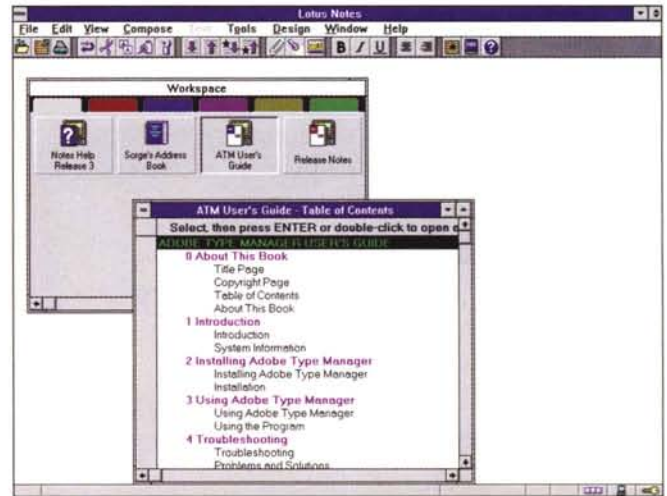 Lotus Notes
File Edit View Compose Text Tools Design Window Help
B I U
Workspace
Notes Help Release 3
Sorge's Address Book
ATM User's Guide
Release Notes
ATM User's Guide - Table of Contents
Select, then press ENTER or double-click to open
ADOBE TYPE MANAGER USER'S GUIDE
0 About This Book
Title Page
Copyright Page
Table of Contents
About This Book
1 Introduction
Introduction
System Information
2 Installing Adobe Type Manager
Installing Adobe Type Manager
Installation
3 Using Adobe Type Manager
Using Adobe Type Manager
Using the Program
4 Troubleshooting
Troubleshooting
Problems and Solutions